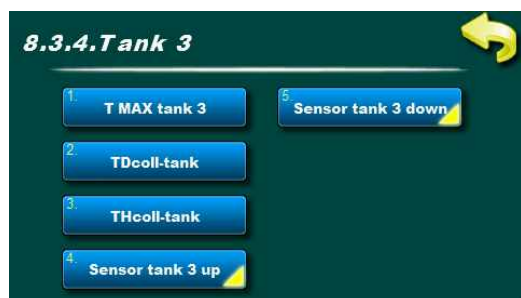 8.3.4.Tank 3
1. T MAX tank 3
2. TDcoll-tank
3. THcoll-tank
4. Sensor tank 3 up
5. Sensor tank 3 down